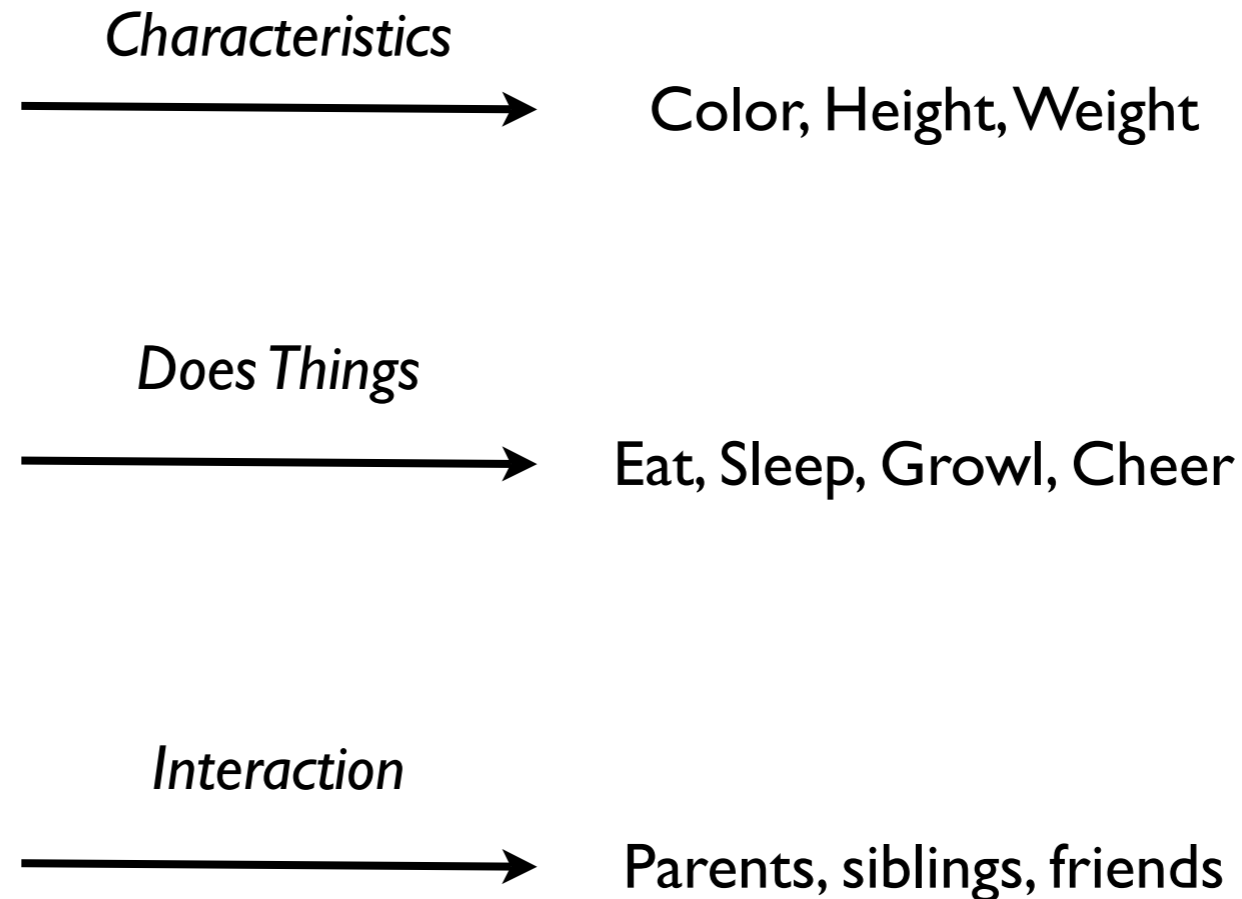 Characteristics
Color, Height, Weight
Does Things
Eat, Sleep, Growl, Cheer
Interaction
Parents, siblings, friends